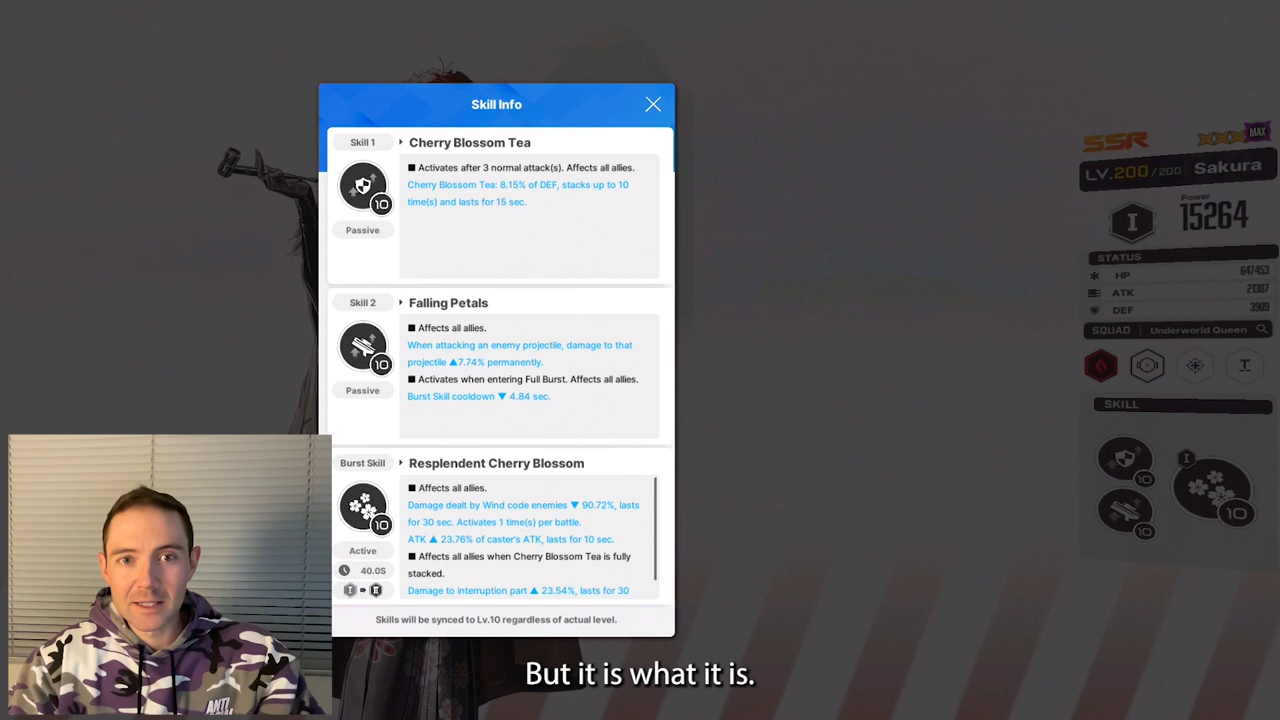 Skill Info
Skill 1
Cherry Blossom Tea
■ Activates after 3 normal attack(s). Affects all allies.
Cherry Blossom Tea: 8.15% of DEF, stacks up to 10
time(s) and lasts for 15 sec.
10
Passive
Skill 2
Falling Petals
■ Affects all allies.
When attacking an enemy projectile, damage to that
projectile ▲7.74% permanently.
■ Activates when entering Full Burst. Affects all allies.
Burst Skill cooldown ▼ 4.84 sec.
10
Passive
Burst Skill
Resplendent Cherry Blossom
■ Affects all allies.
Damage dealt by Wind code enemies ▼ 90.72%, lasts
for 30 sec. Activates 1 time(s) per battle.
ATK ▲ 23.76% of caster's ATK, lasts for 10 sec.
■ Affects all allies when Cherry Blossom Tea is fully
stacked.
Damage to interruption part ▲ 23.54%, lasts for 30
10
Active
40.0S
I II
Skills will be synced to Lv.10 regardless of actual level.
SSR
MAX
LV.200/200 Sakura
I
Power
15264
STATUS
HP 647453
ATK 21307
DEF 3909
SQUAD Underworld Queen
SKILL
10
I
10
10
But it is what it is.